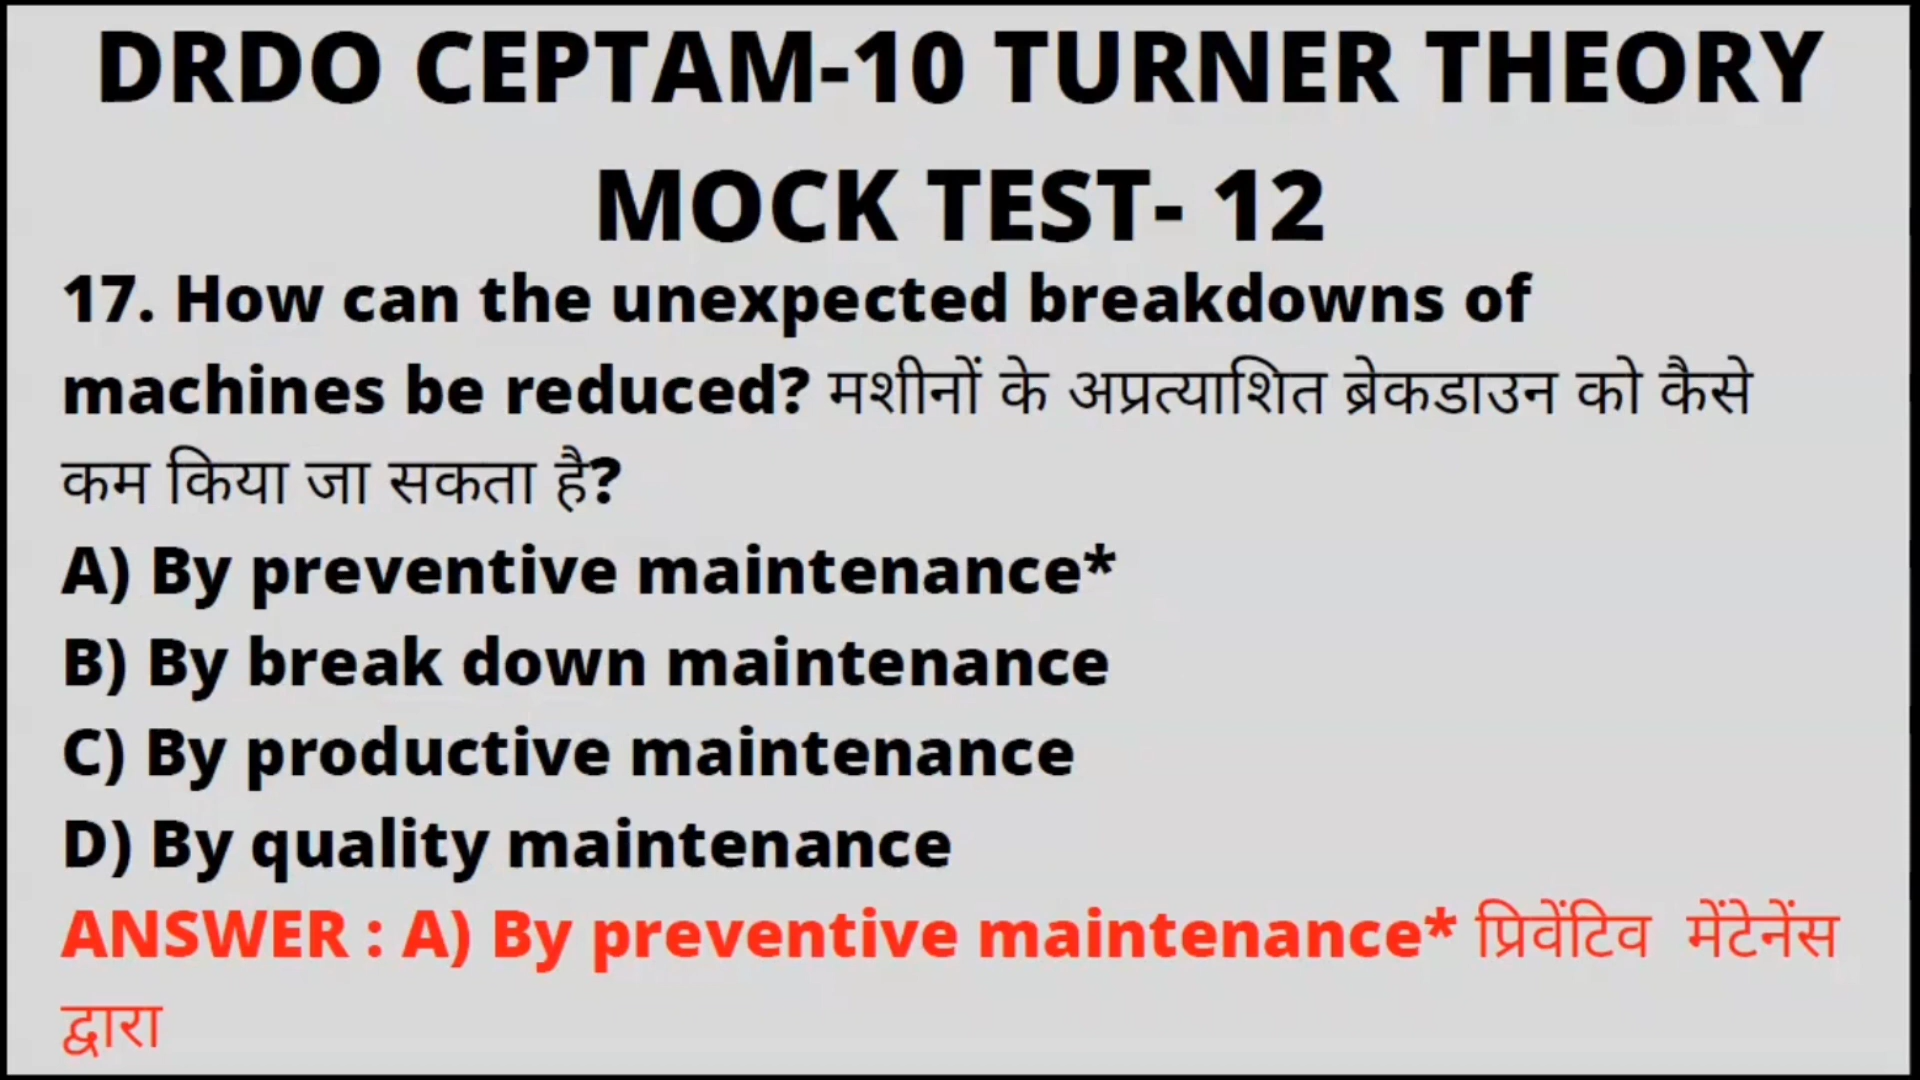 DRDO CEPTAM-10 TURNER THEORY
MOCK TEST- 12
17. How can the unexpected breakdowns of
machines be reduced? मशीनों के अप्रत्याशित ब्रेकडाउन को कैसे
कम किया जा सकता है?
A) By preventive maintenance*
B) By break down maintenance
C) By productive maintenance
D) By quality maintenance
ANSWER : A) By preventive maintenance* प्रिवेंटिव मेंटेनेंस
द्वारा